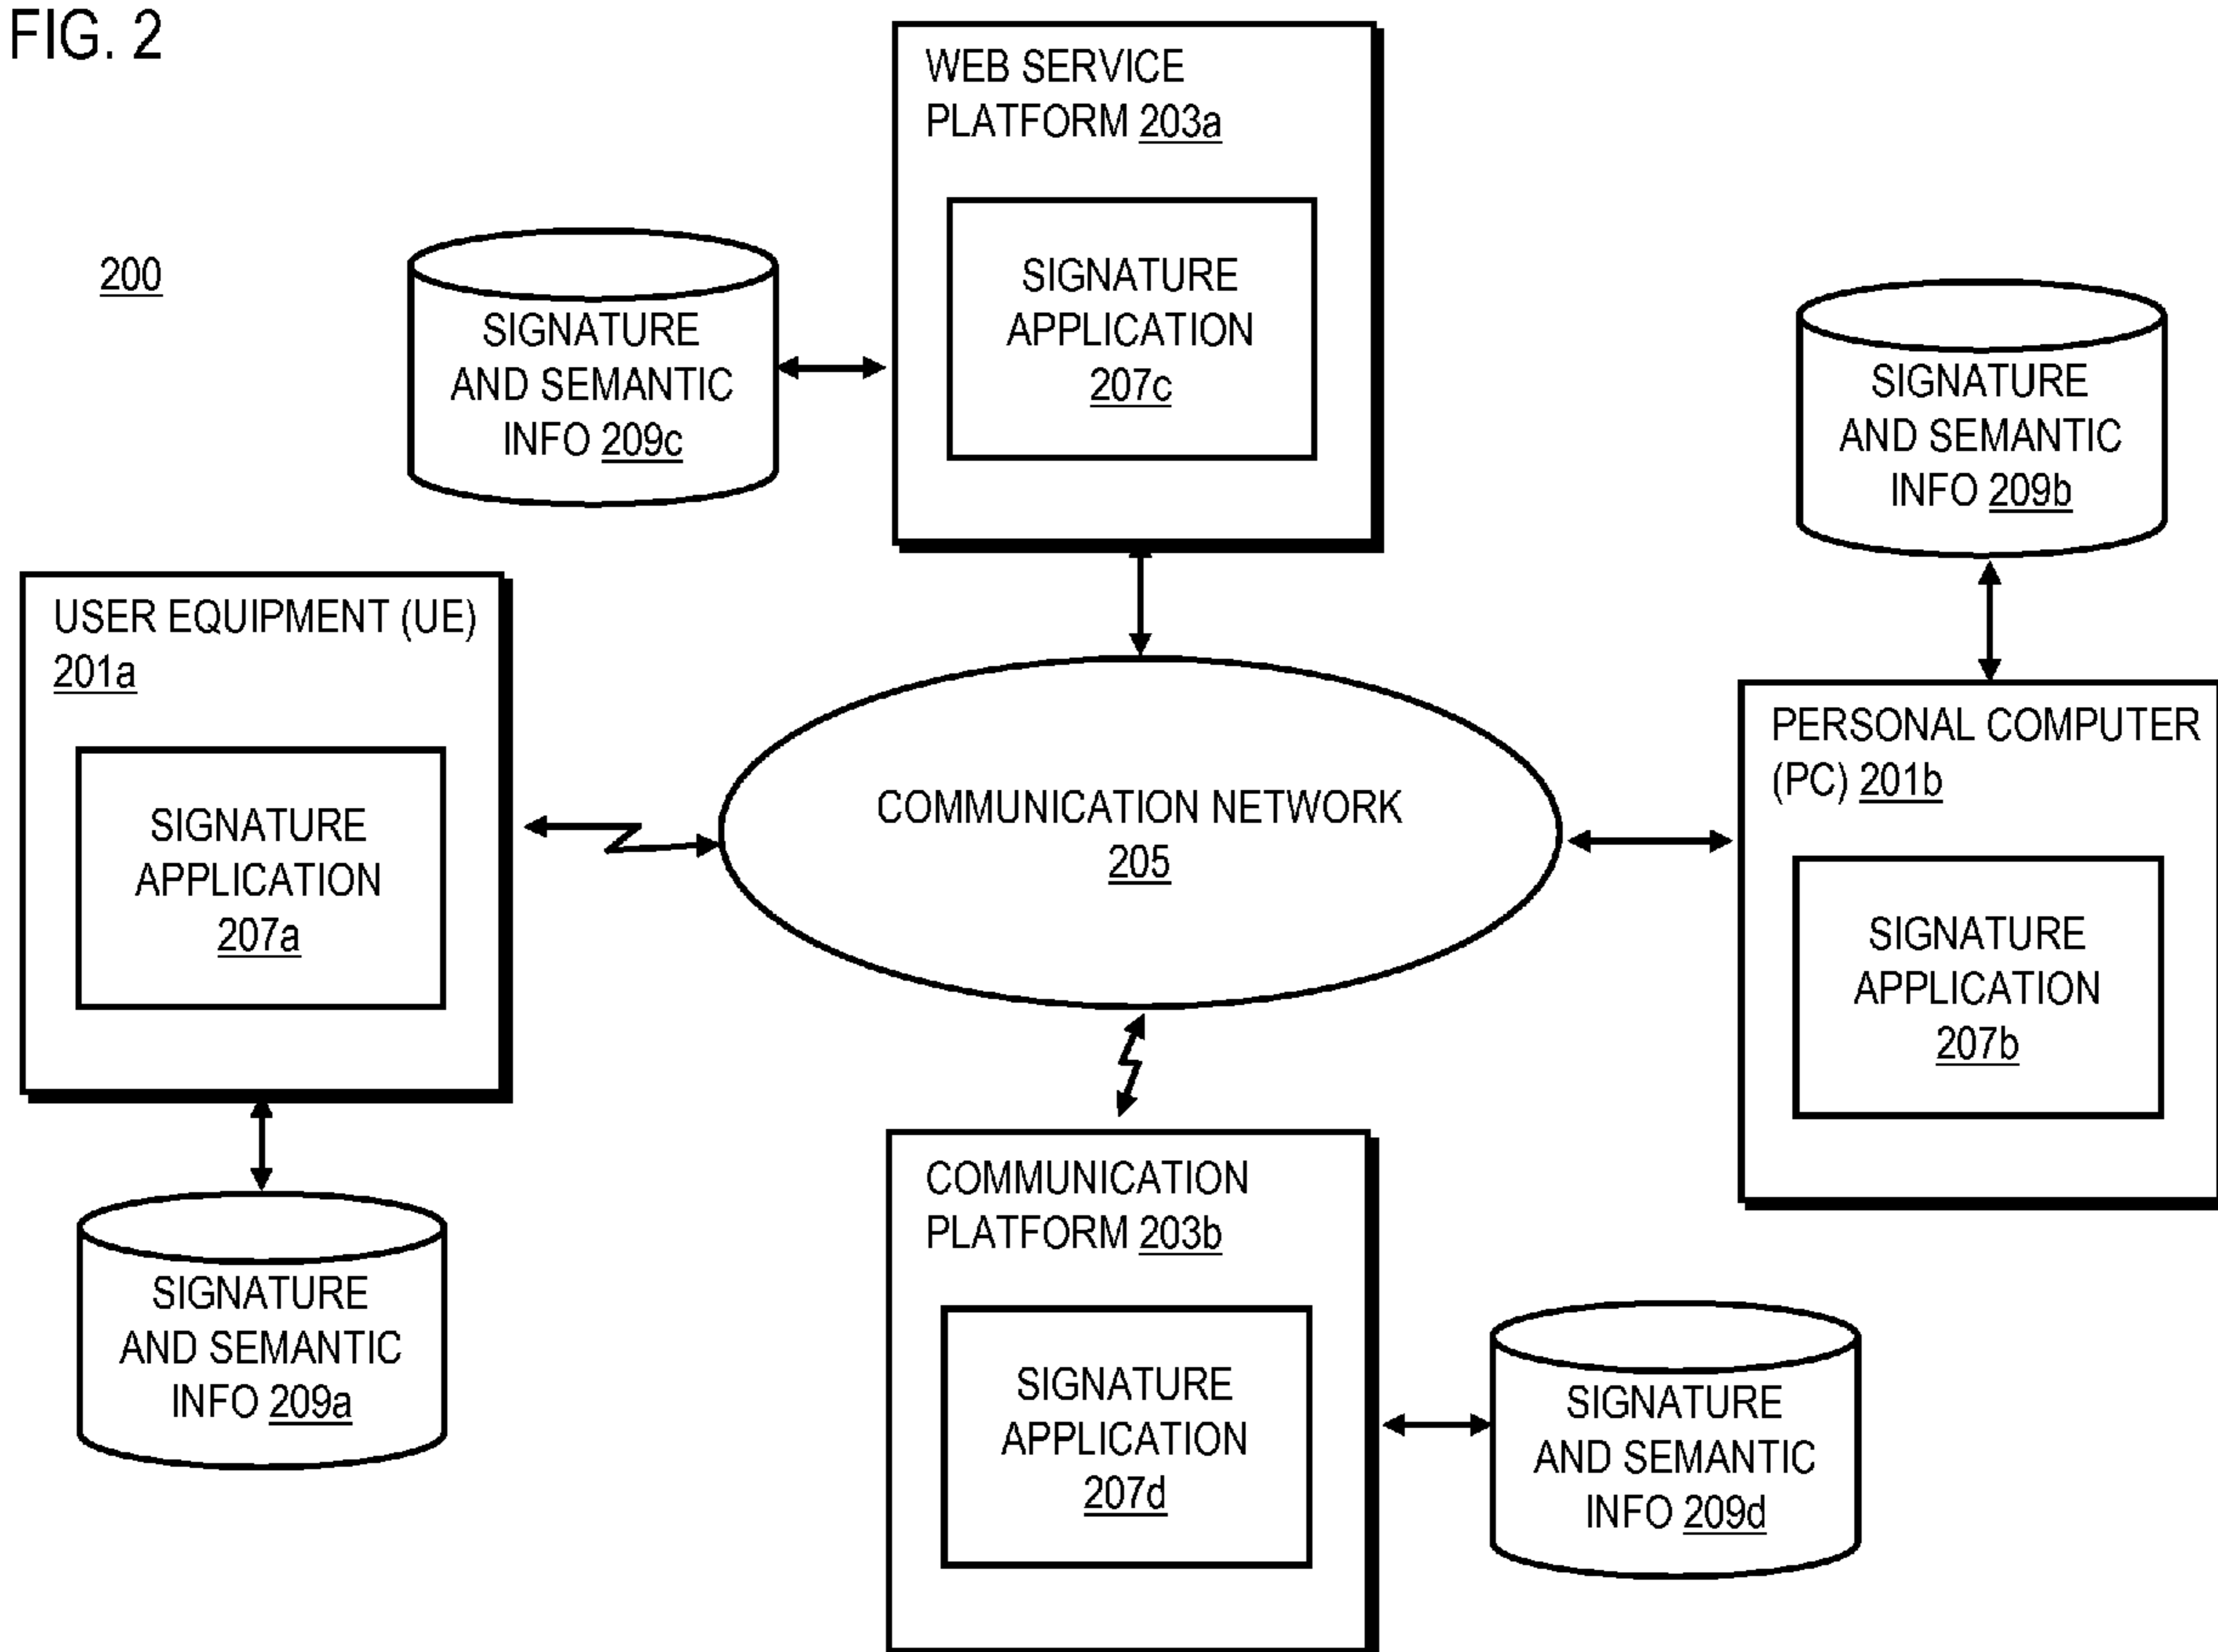 FIG. 2
200
WEB SERVICE
PLATFORM 203a
SIGNATURE
APPLICATION
207c
SIGNATURE
AND SEMANTIC
INFO 209c
SIGNATURE
AND SEMANTIC
INFO 209b
USER EQUIPMENT (UE)
201a
SIGNATURE
APPLICATION
207a
COMMUNICATION NETWORK
205
PERSONAL COMPUTER
(PC) 201b
SIGNATURE
APPLICATION
207b
SIGNATURE
AND SEMANTIC
INFO 209a
COMMUNICATION
PLATFORM 203b
SIGNATURE
APPLICATION
207d
SIGNATURE
AND SEMANTIC
INFO 209d